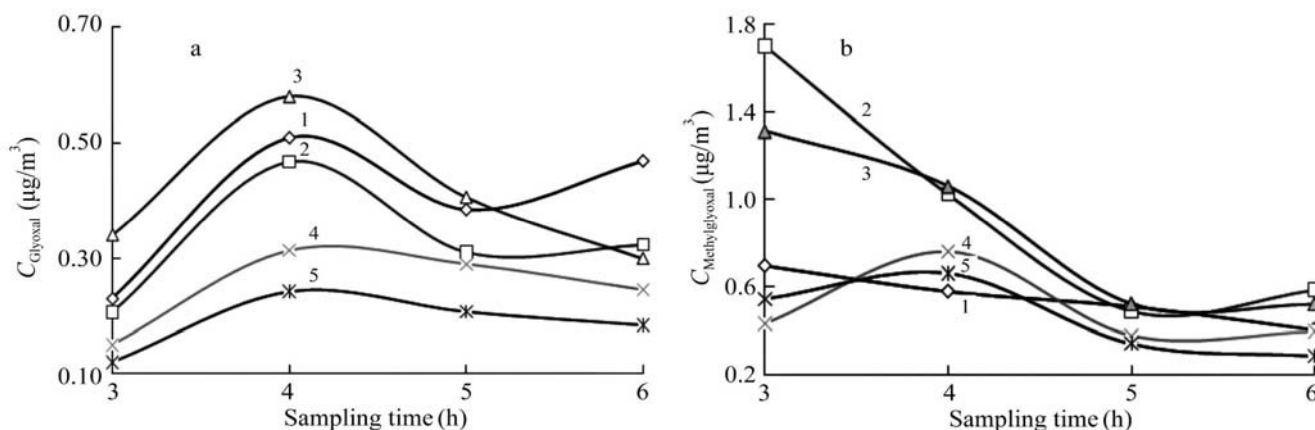 0.70
0.50
0.30
0.10
C Glyoxal (µg/m³)
a
3
1
2
4
5
3 4 5 6
Sampling time (h)
1.8
1.4
1.0
0.6
0.2
C Methylglyoxal (µg/m³)
b
2
3
4
5
1
3 4 5 6
Sampling time (h)